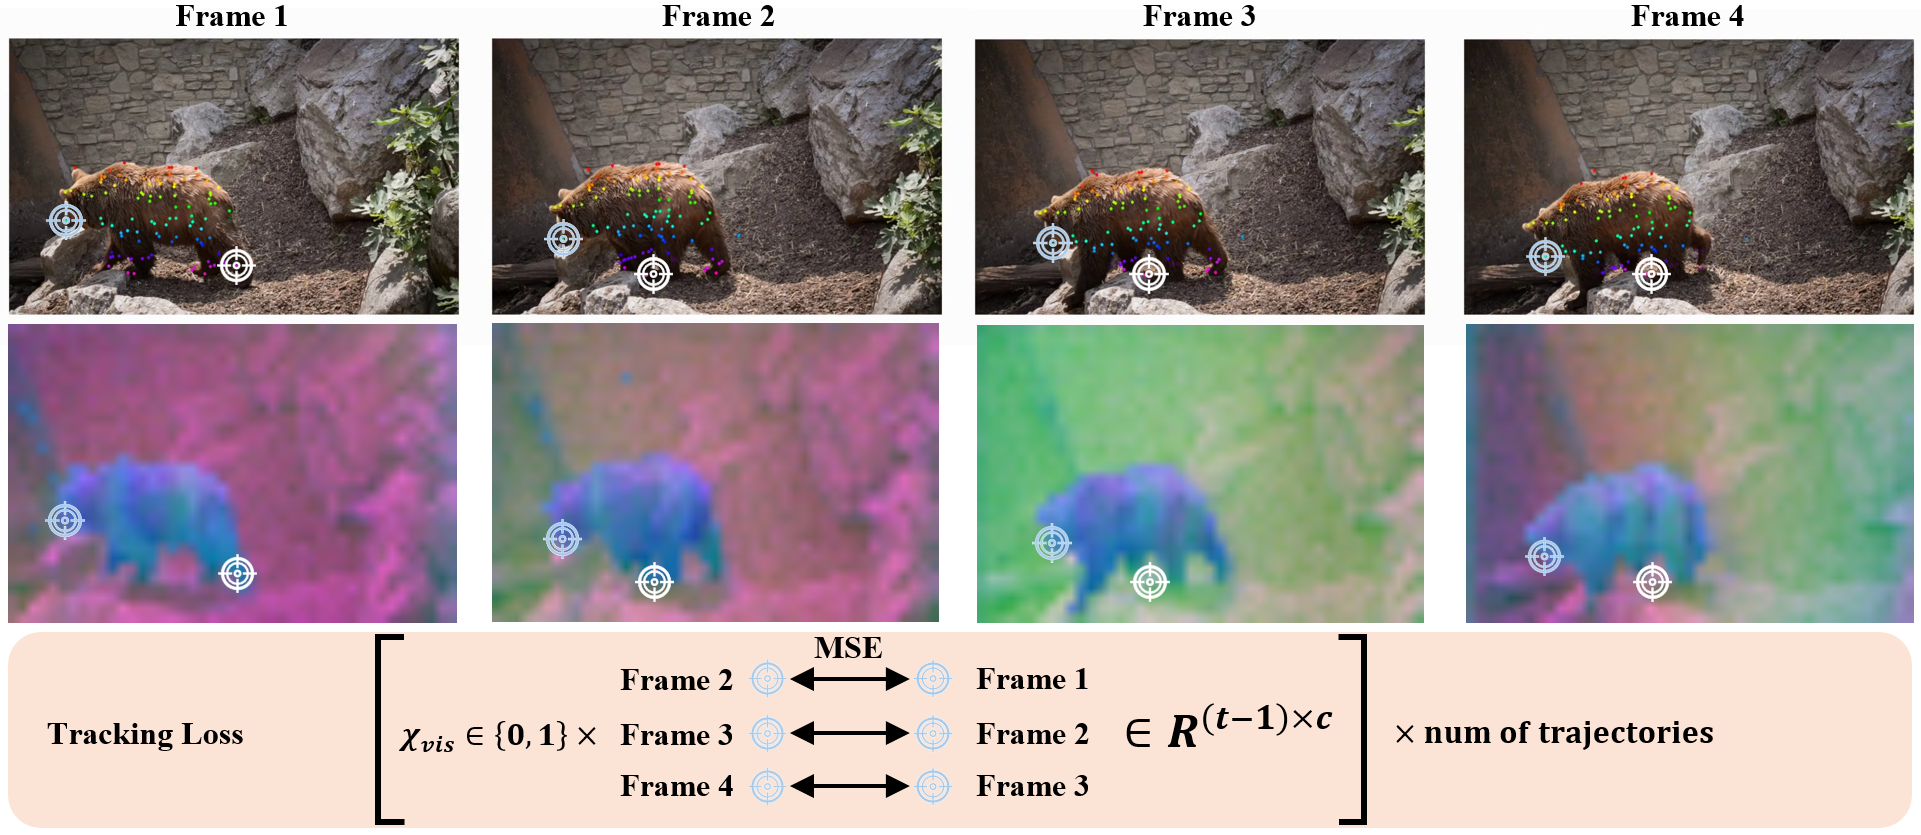 Frame 1 Frame 2 Frame 3 Frame 4
MSE
Frame 2 Frame 1
Tracking Loss χ_vis ∈ {0, 1} × Frame 3 Frame 2 ∈ R^(t−1)×c × num of trajectories
Frame 4 Frame 3